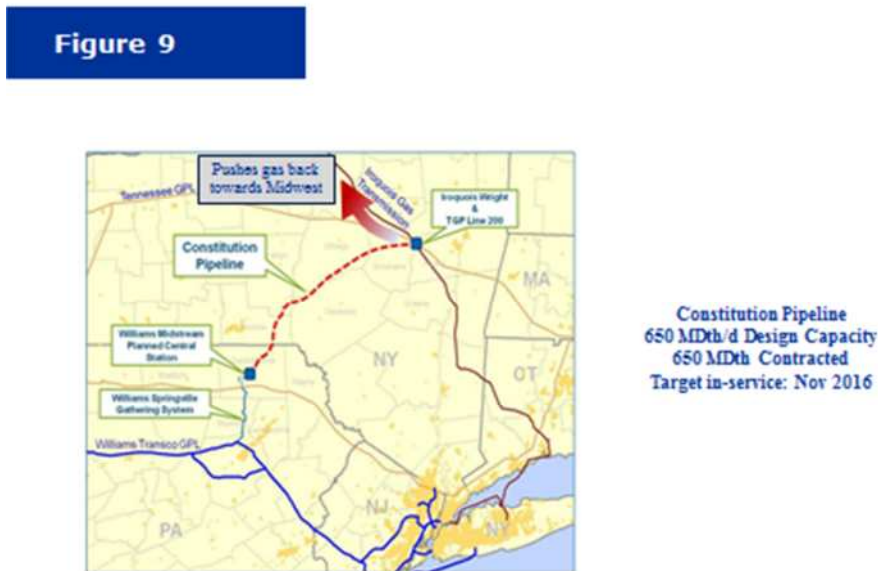 Figure 9
Pushes gas back
towards Midwest
Tennessee GPL
Iroquois Gas
Transmission
Iroquois Wright
&
TGP Line 200
Constitution
Pipeline
MA
Williams Midstream
Planned Central
Station
NY
CT
Williams Springville
Gathering System
Williams Transco GPL
NJ
NY
PA
Constitution Pipeline
650 MDth/d Design Capacity
650 MDth Contracted
Target in-service: Nov 2016